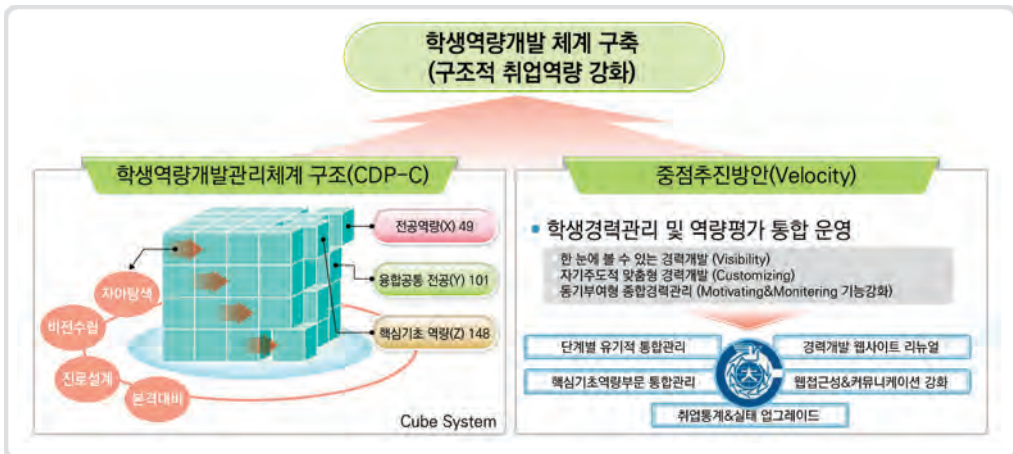 학생역량개발 체계 구축
(구조적 취업역량 강화)
학생역량개발관리체계 구조(CDP-C)
전공역량(X) 49
융합공통 전공(Y) 101
핵심기초 역량(Z) 148
자아탐색
비전수립
진로설계
본격대비
Cube System
중점추진방안(Velocity)
• 학생경력관리 및 역량평가 통합 운영
한 눈에 볼 수 있는 경력개발 (Visibility)
자기주도적 맞춤형 경력개발 (Customizing)
동기부여형 종합경력관리 (Motivating&Monitering 기능강화)
단계별 유기적 통합관리
경력개발 웹사이트 리뉴얼
핵심기초역량부문 통합관리
웹접근성&커뮤니케이션 강화
취업통계&실태 업그레이드
大